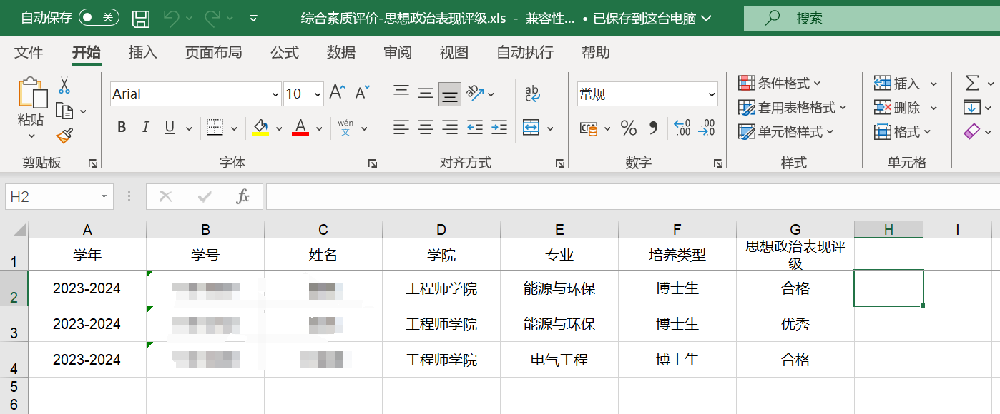 自动保存 关 综合素质评价-思想政治表现评级.xls - 兼容性... • 已保存到这台电脑 搜索
文件 开始 插入 页面布局 公式 数据 审阅 视图 自动执行 帮助
Arial 10 A A ab c 常规 条件格式 插入
粘贴 B I U A wén 文 % .00 .00 套用表格格式 删除
单元格样式 格式
剪贴板 字体 对齐方式 数字 样式 单元格
H2 fx
A B C D E F G H I
1 学年 学号 姓名 学院 专业 培养类型 思想政治表现评
级
2 2023-2024 工程师学院 能源与环保 博士生 合格
3 2023-2024 工程师学院 能源与环保 博士生 优秀
4 2023-2024 工程师学院 电气工程 博士生 合格
5
6